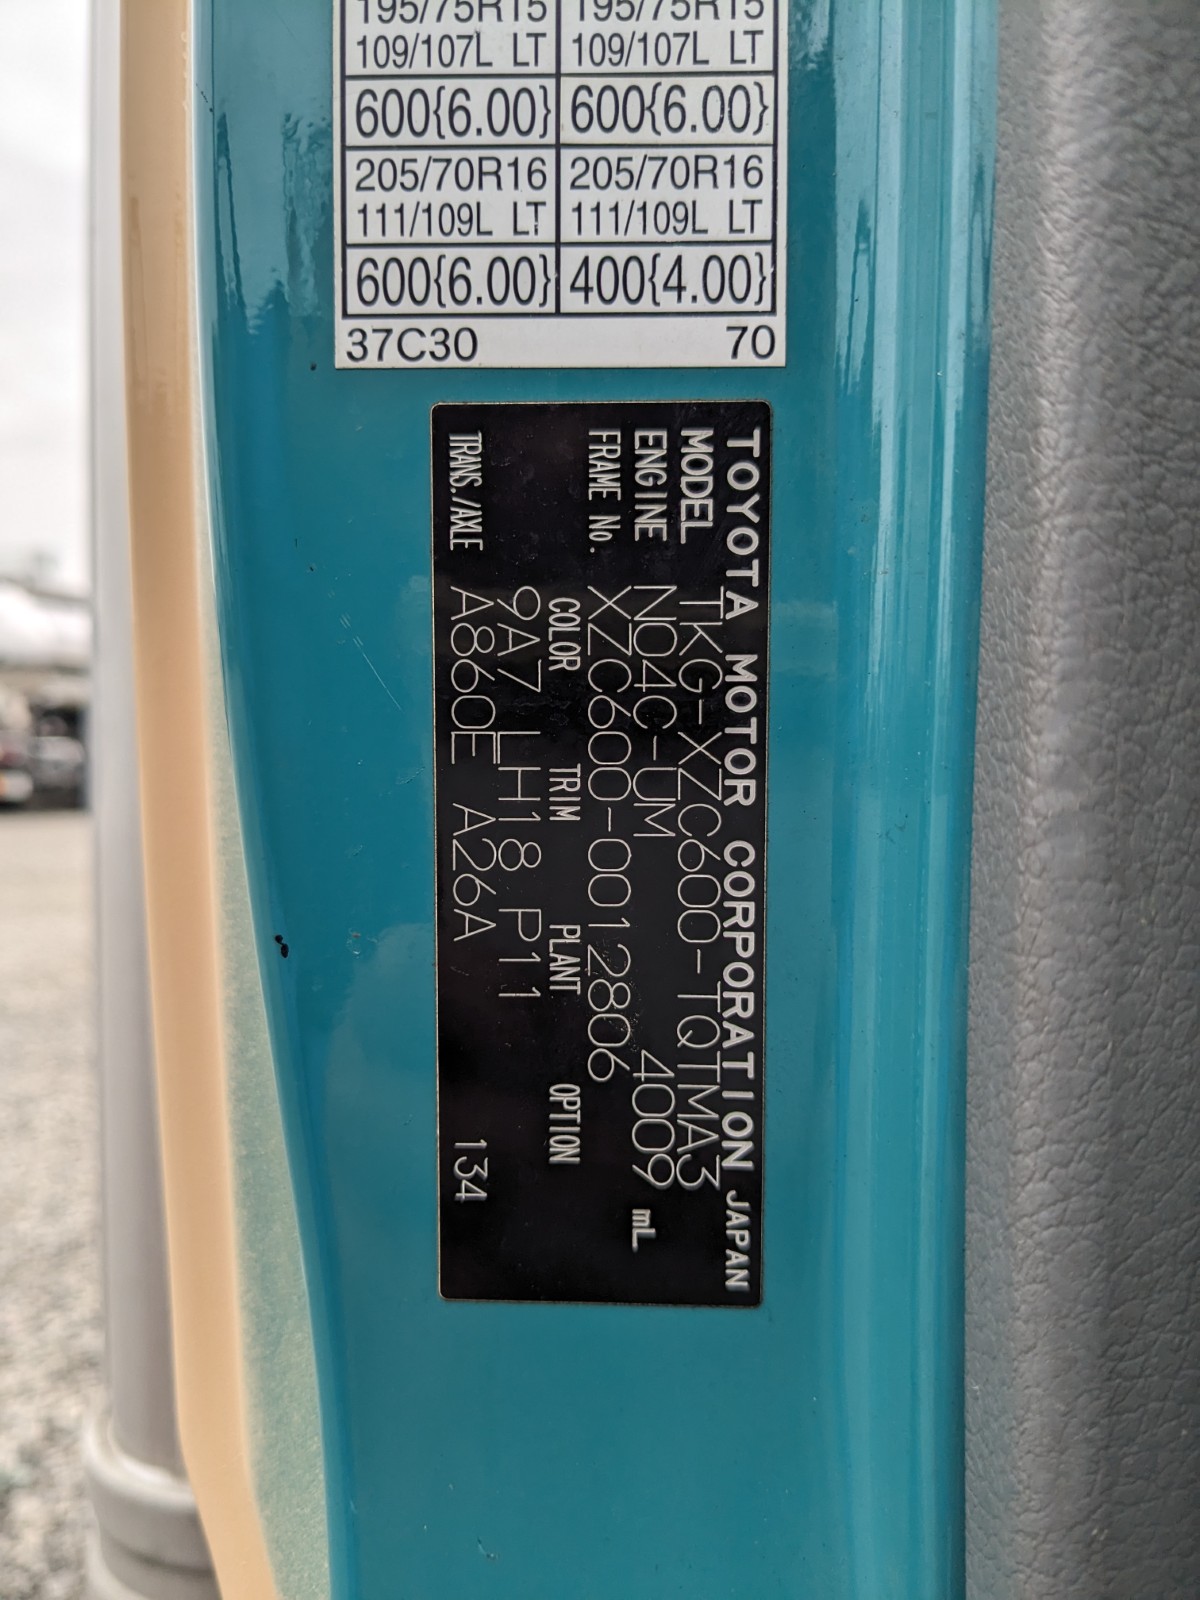 195/75R15 195/75R15
109/107L LT 109/107L LT
600{6.00} 600{6.00}
205/70R16 205/70R16
111/109L LT 111/109L LT
600{6.00} 400{4.00}
37C30 70
TOYOTA MOTOR CORPORATION JAPAN
MODEL TKG-XZC600-TQTMA3
ENGINE N04C-UM 4009 mL
FRAME No. XZC600-0012806
COLOR TRIM PLANT OPTION
9A7 LH18 P11
TRANS./AXLE A860E A26A 134